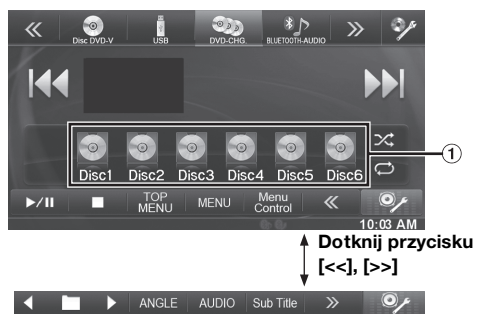 Disc DVD-V USB DVD-CHG. BLUETOOTH-AUDIO
Disc1 Disc2 Disc3 Disc4 Disc5 Disc6
1
TOP MENU MENU Menu Control
10:03 AM
Dotknij przycisku
[<<], [>>]
ANGLE AUDIO Sub Title